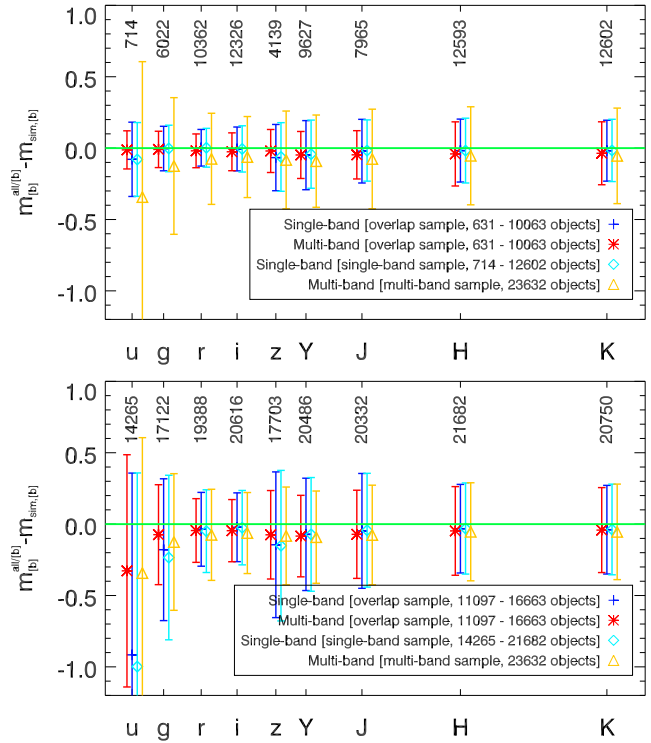 714 6022 10362 12326 4139 9627 7965 12593 12602
1.0
0.5
0.0
-0.5
-1.0
m[b]^all/[b]-m_sim,[b]
Single-band [overlap sample, 631 - 10063 objects]
Multi-band [overlap sample, 631 - 10063 objects]
Single-band [single-band sample, 714 - 12602 objects]
Multi-band [multi-band sample, 23632 objects]
u g r i z Y J H K
14265 17122 19388 20616 17703 20486 20332 21682 20750
1.0
0.5
0.0
-0.5
-1.0
m[b]^all/[b]-m_sim,[b]
Single-band [overlap sample, 11097 - 16663 objects]
Multi-band [overlap sample, 11097 - 16663 objects]
Single-band [single-band sample, 14265 - 21682 objects]
Multi-band [multi-band sample, 23632 objects]
u g r i z Y J H K